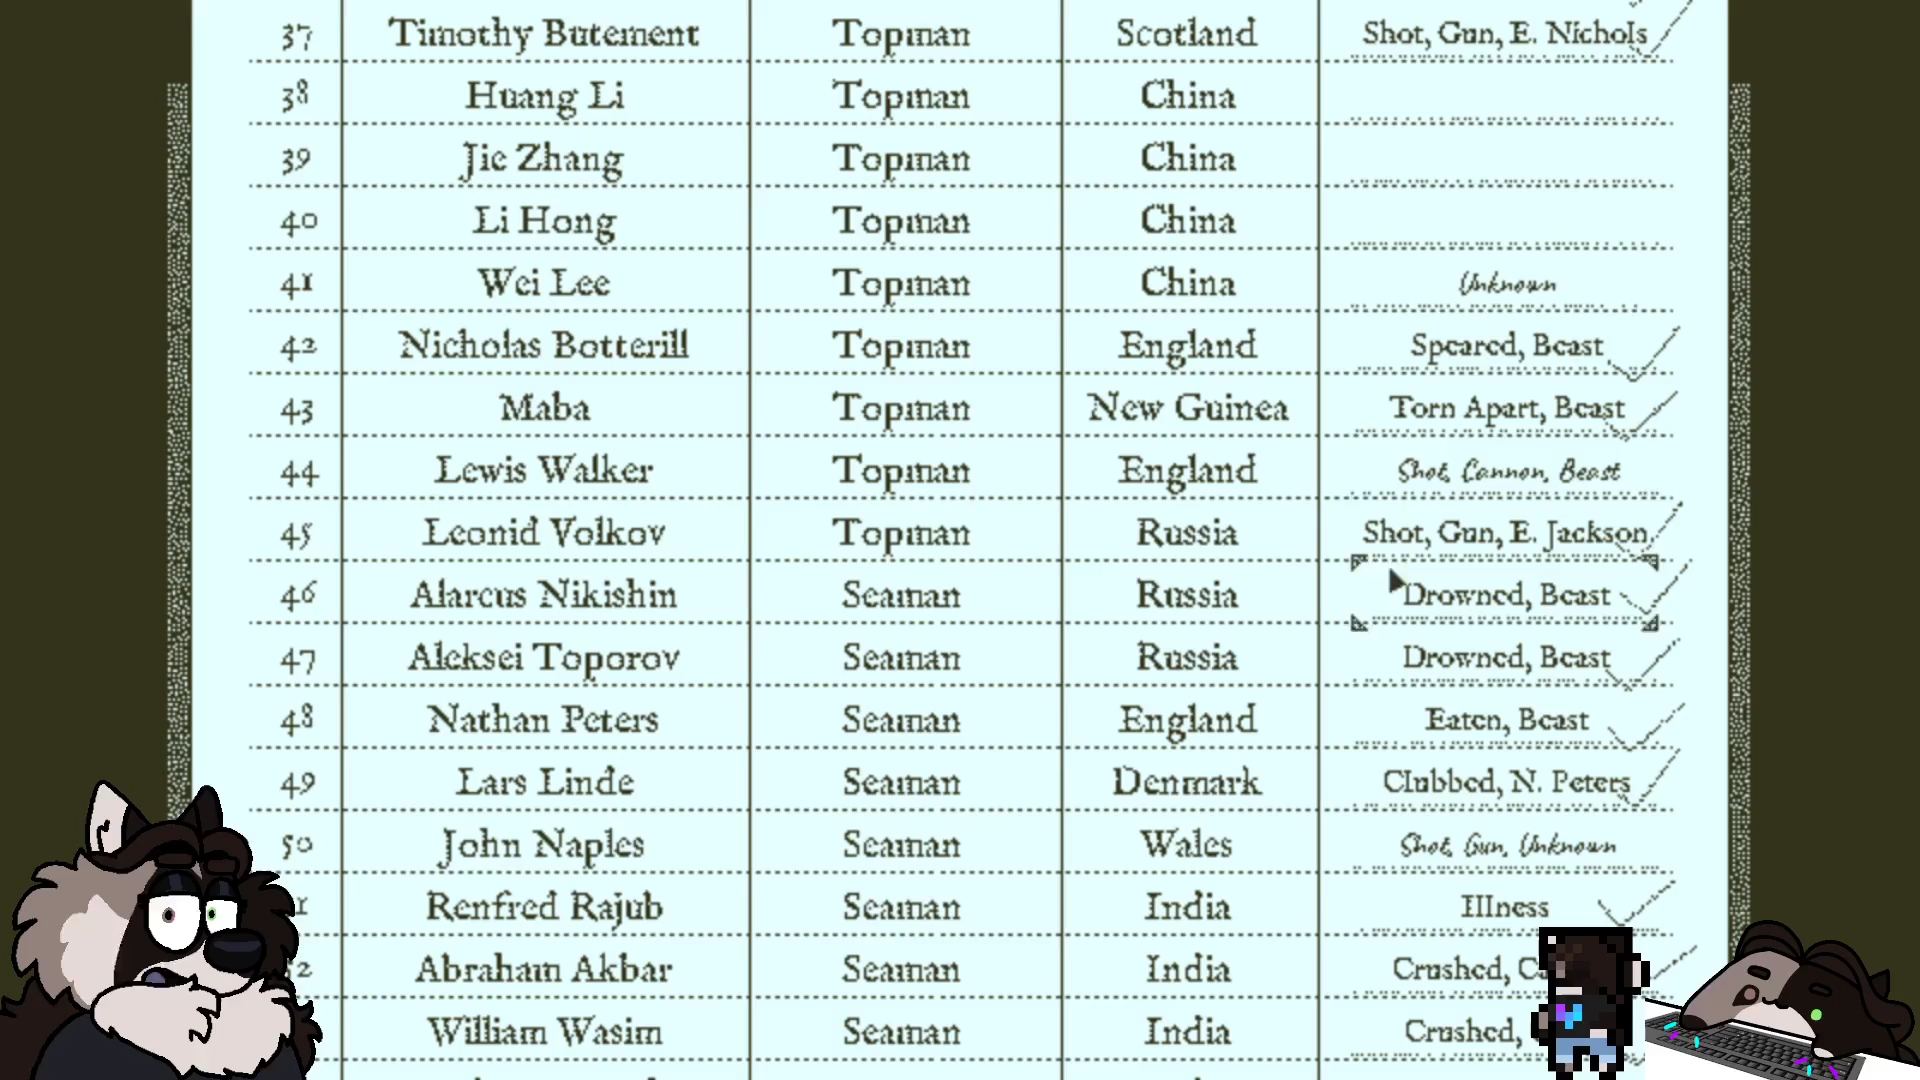 37 Timothy Butement Topman Scotland Shot, Gun, E. Nichols
38 Huang Li Topman China
39 Jie Zhang Topman China
40 Li Hong Topman China
41 Wei Lee Topman China Unknown
42 Nicholas Botterill Topman England Speared, Beast
43 Maba Topman New Guinea Torn Apart, Beast
44 Lewis Walker Topman England Shot, Cannon, Beast
45 Leonid Volkov Topman Russia Shot, Gun, E. Jackson
46 Alarcus Nikishin Seaman Russia Drowned, Beast
47 Aleksei Toporov Seaman Russia Drowned, Beast
48 Nathan Peters Seaman England Eaten, Beast
49 Lars Linde Seaman Denmark Clubbed, N. Peters
50 John Naples Seaman Wales Shot, Gun, Unknown
Renfred Rajub Seaman India Illness
Abraham Akbar Seaman India Crushed,
William Wasim Seaman India Crushed,